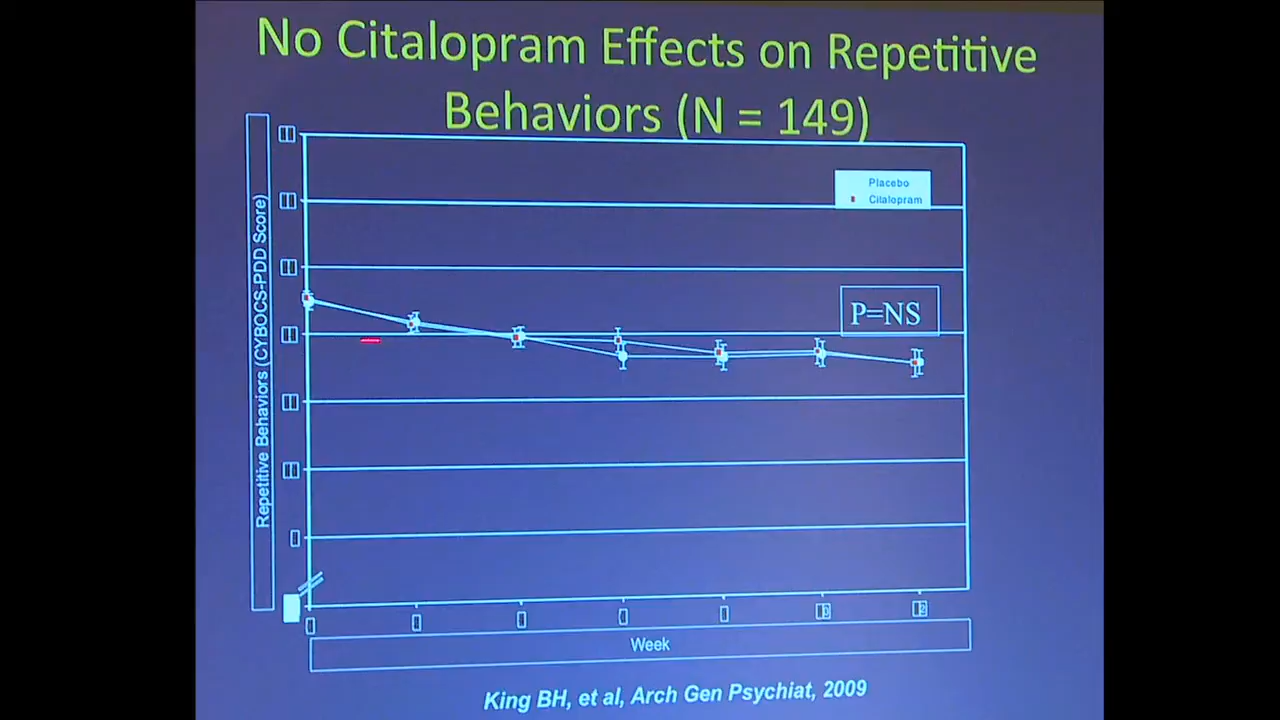 No Citalopram Effects on Repetitive
Behaviors (N = 149)
Placebo
Citalopram
P=NS
Repetitive Behaviors (CYBOCS-PDD Score)
Week
King BH, et al, Arch Gen Psychiat, 2009